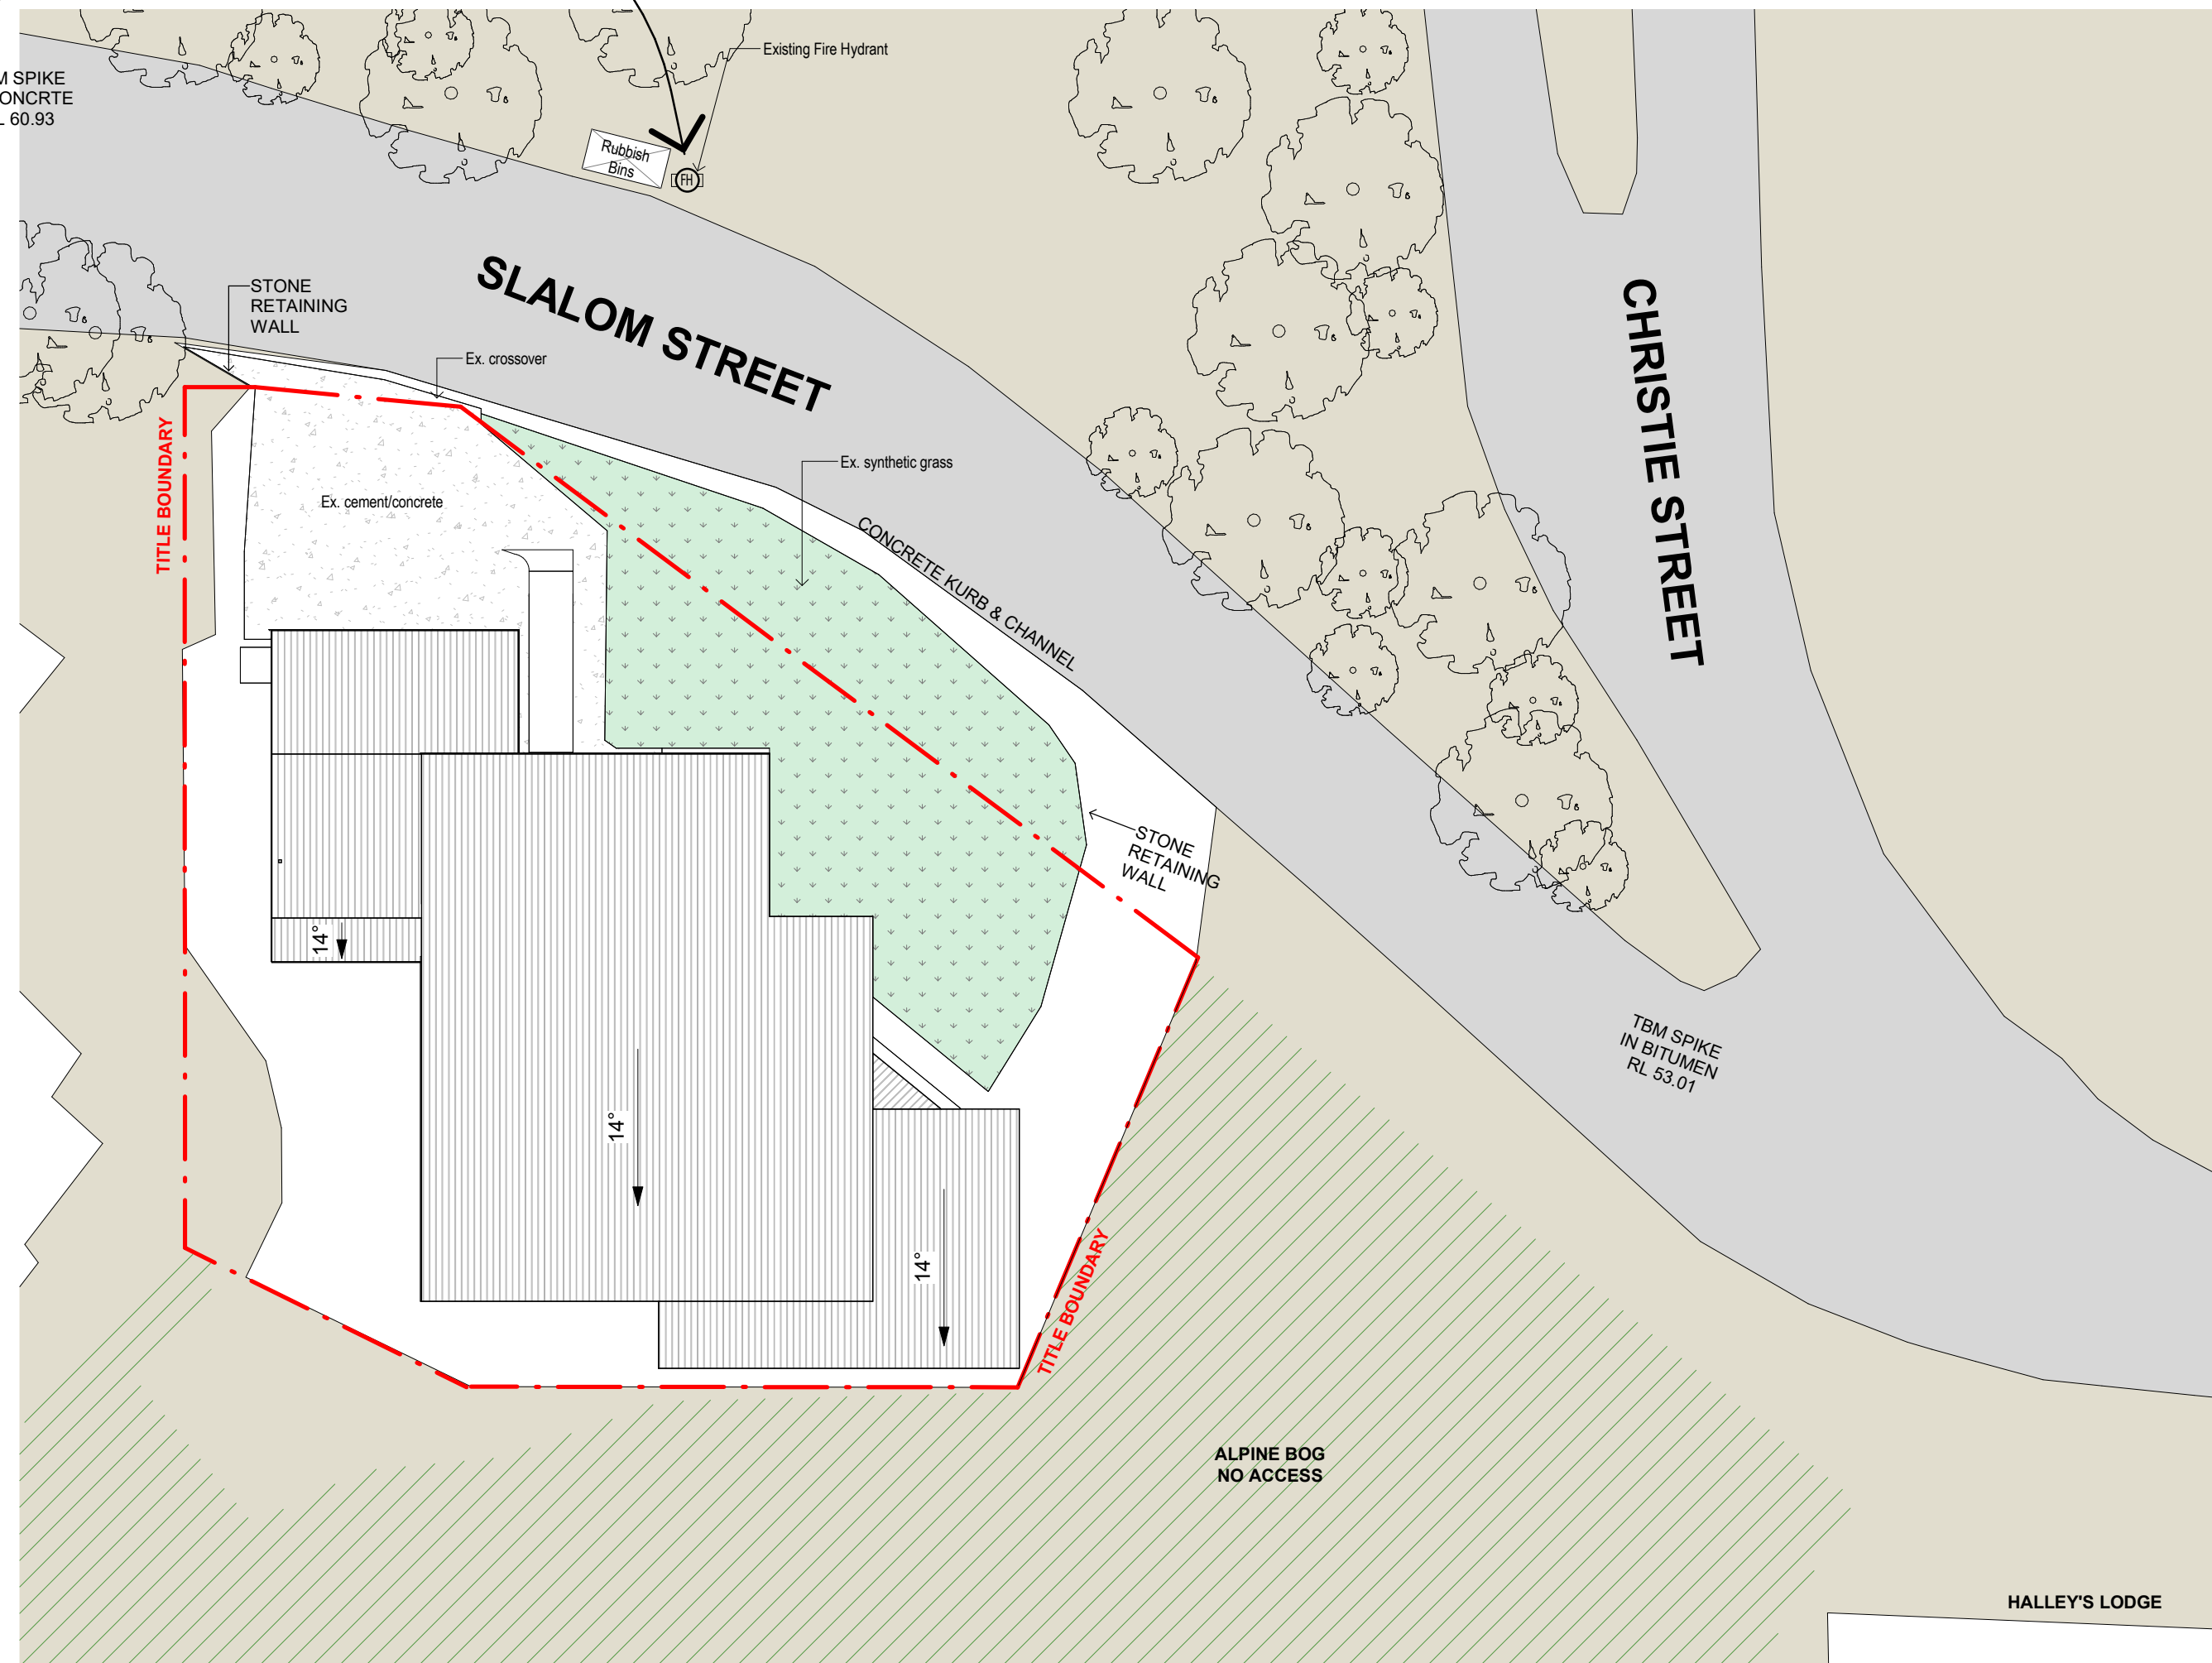 Existing Fire Hydrant
M SPIKE
ONCRTE
L 60.93
Rubbish
Bins
FH
STONE
RETAINING
WALL
SLALOM STREET
CHRISTIE STREET
Ex. crossover
TITLE BOUNDARY
Ex. synthetic grass
Ex. cement/concrete
CONCRETE KURB & CHANNEL
STONE
RETAINING
WALL
14°
TBM SPIKE
IN BITUMEN
RL 53.01
14°
14°
TITLE BOUNDARY
ALPINE BOG
NO ACCESS
HALLEY'S LODGE